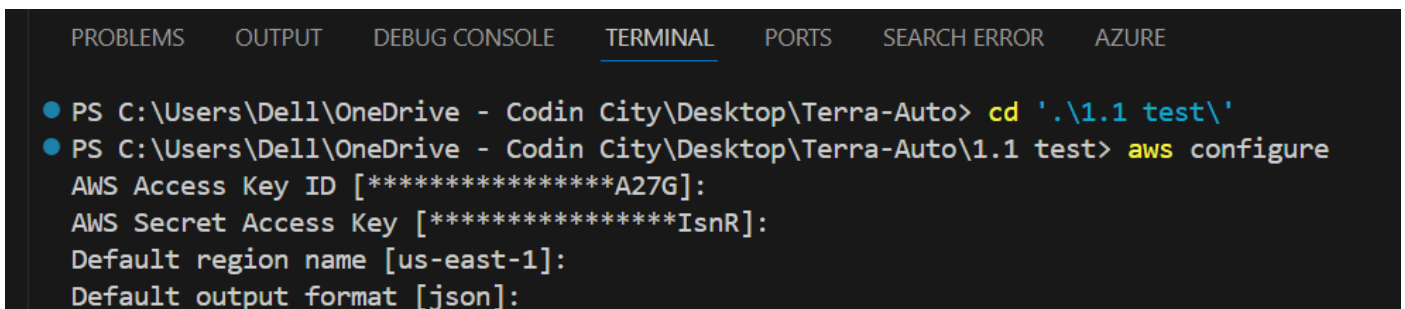 PROBLEMS OUTPUT DEBUG CONSOLE TERMINAL PORTS SEARCH ERROR AZURE
PS C:\Users\Dell\OneDrive - Codin City\Desktop\Terra-Auto> cd '.\1.1 test\'
PS C:\Users\Dell\OneDrive - Codin City\Desktop\Terra-Auto\1.1 test> aws configure
AWS Access Key ID [****************A27G]:
AWS Secret Access Key [****************IsnR]:
Default region name [us-east-1]:
Default output format [json]: